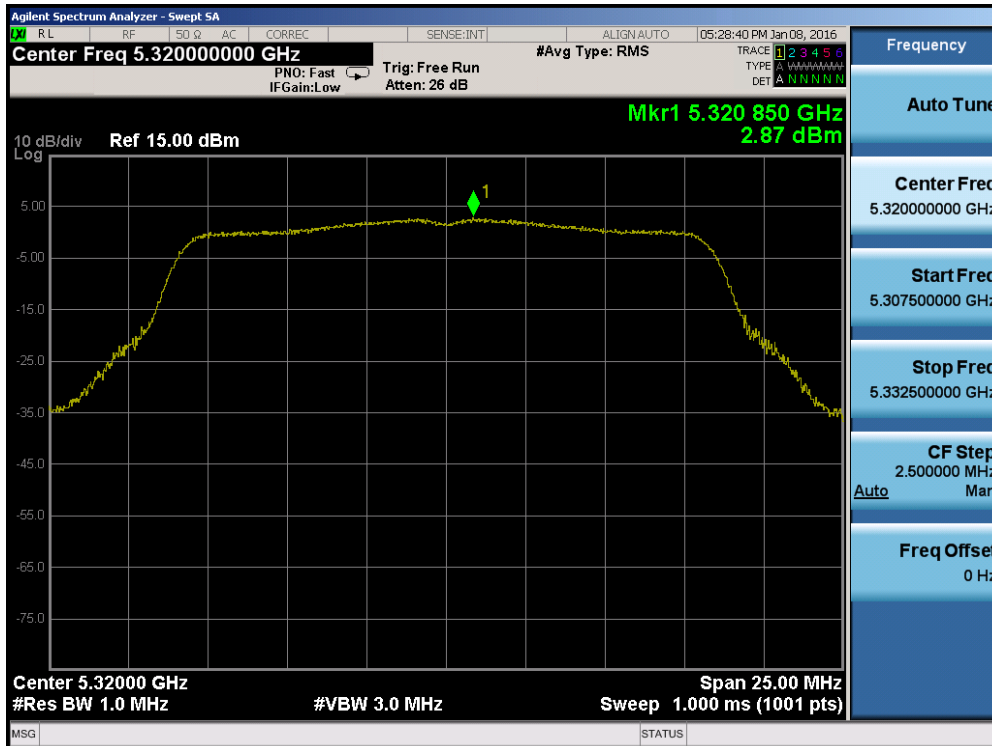 Agilent Spectrum Analyzer - Swept SA
LXI RL RF 50 Ω AC CORREC SENSE:INT ALIGN AUTO 05:28:40 PM Jan 08, 2016
Center Freq 5.320000000 GHz
PNO: Fast
IFGain:Low
Trig: Free Run
Atten: 26 dB
#Avg Type: RMS
TRACE 1 2 3 4 5 6
TYPE A WWWWW
DET A N N N N N
Mkr1 5.320 850 GHz
2.87 dBm
10 dB/div Ref 15.00 dBm
Log
1
5.00
-5.00
-15.0
-25.0
-35.0
-45.0
-55.0
-65.0
-75.0
Center 5.32000 GHz Span 25.00 MHz
#Res BW 1.0 MHz #VBW 3.0 MHz Sweep 1.000 ms (1001 pts)
MSG STATUS
Frequency
Auto Tune
Center Freq
5.320000000 GHz
Start Freq
5.307500000 GHz
Stop Freq
5.332500000 GHz
CF Step
2.500000 MHz
Auto Man
Freq Offset
0 Hz